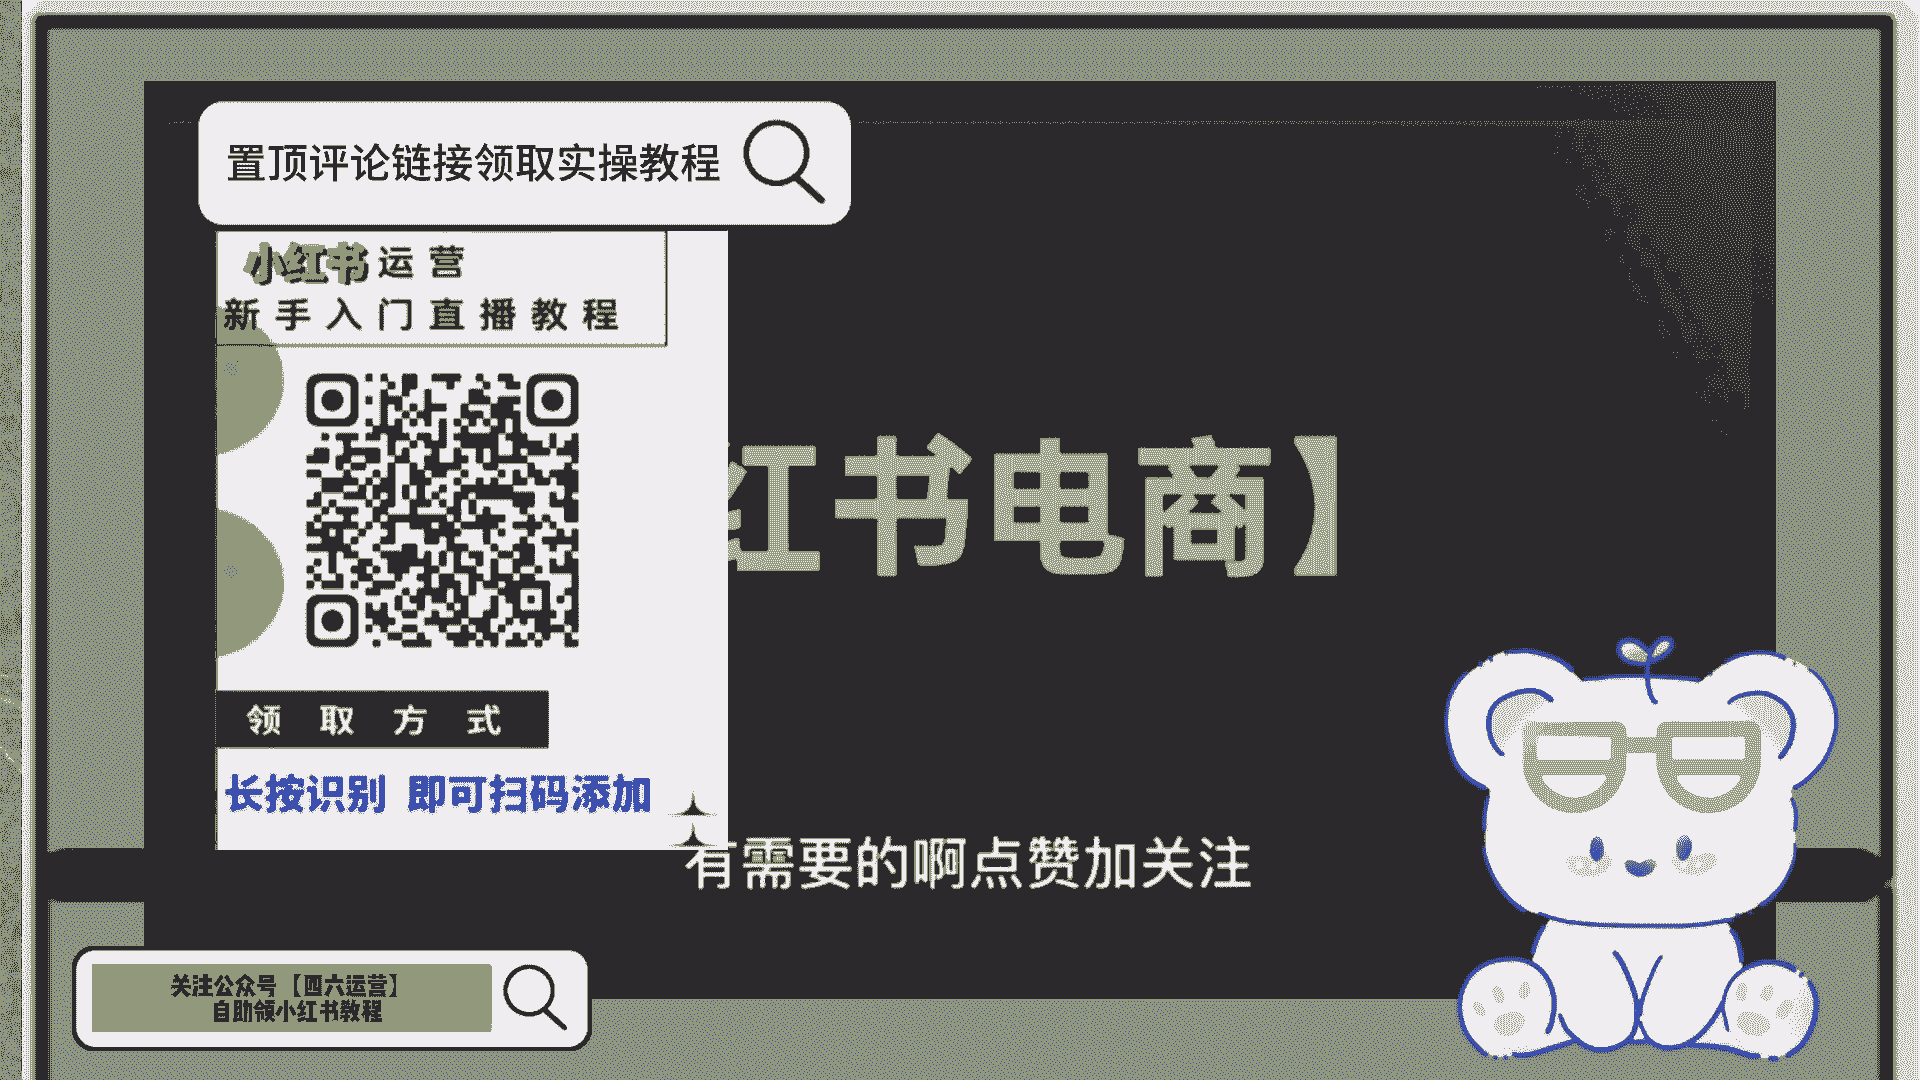 置顶评论链接领取实操教程
小红书运营
新手入门直播教程
红书电商】
领取方式
长按识别 即可扫码添加
有需要的啊点赞加关注
关注公众号【四六运营】
自助领小红书教程